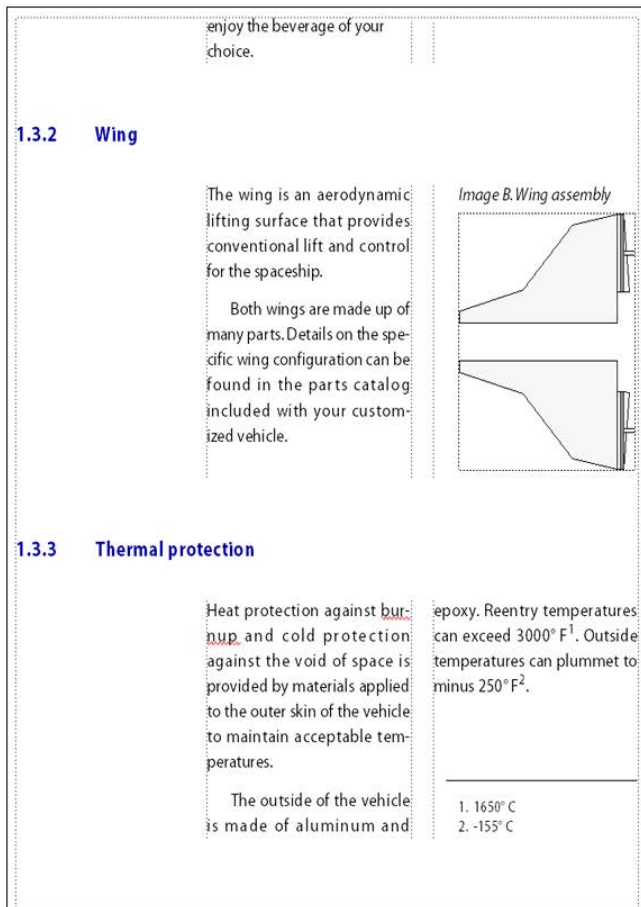 enjoy the beverage of your
choice.
1.3.2 Wing
The wing is an aerodynamic
lifting surface that provides
conventional lift and control
for the spaceship.
Both wings are made up of
many parts. Details on the spe-
cific wing configuration can be
found in the parts catalog
included with your custom-
ized vehicle.
Image B. Wing assembly
1.3.3 Thermal protection
Heat protection against bur-
nup and cold protection
against the void of space is
provided by materials applied
to the outer skin of the vehicle
to maintain acceptable tem-
peratures.
The outside of the vehicle
is made of aluminum and
epoxy. Reentry temperatures
can exceed 3000° F1. Outside
temperatures can plummet to
minus 250° F2.
1. 1650° C
2. -155° C